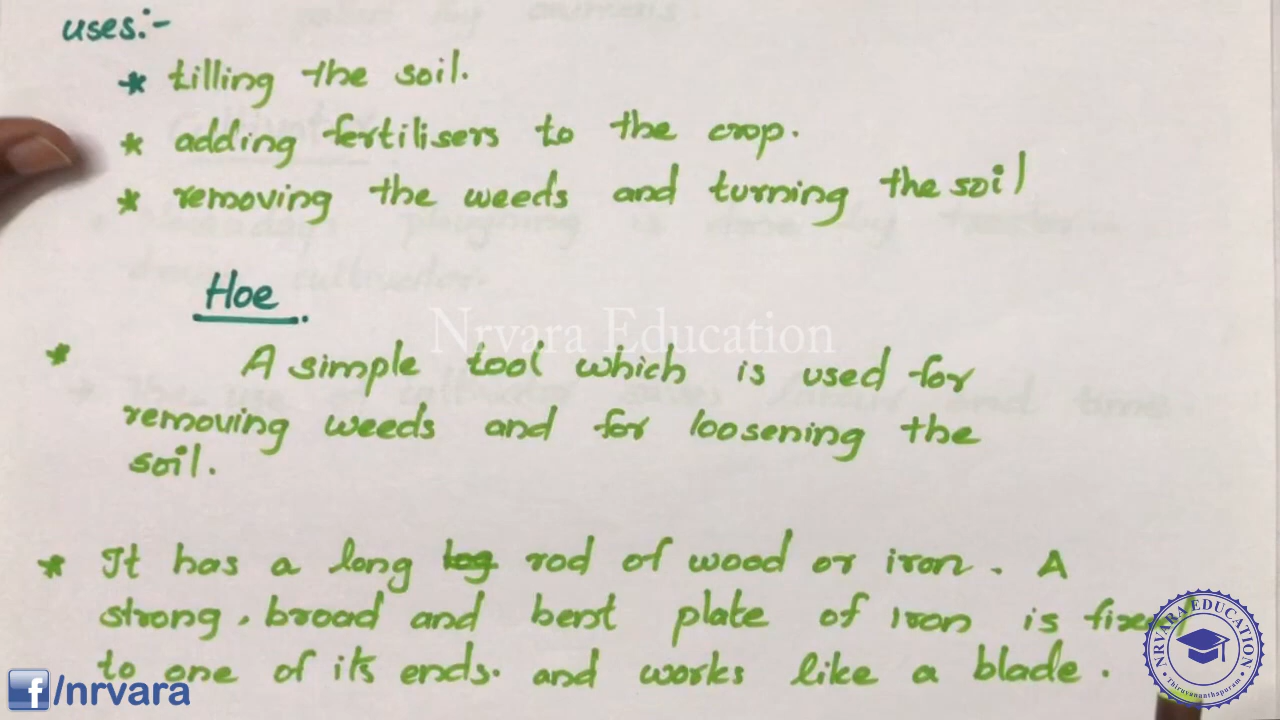 uses:-
* tilling the soil.
* adding fertilisers to the crop.
* removing the weeds and turning the soil
Hoe.
Nrvara Education
* A simple tool which is used for
removing weeds and for loosening the
soil.
* It has a long rod of wood or iron. A
strong, broad and bent plate of iron is
to one of it's ends. and works like a blade.
NRVARA EDUCATION
Thiruvananthapuram
f/nrvara